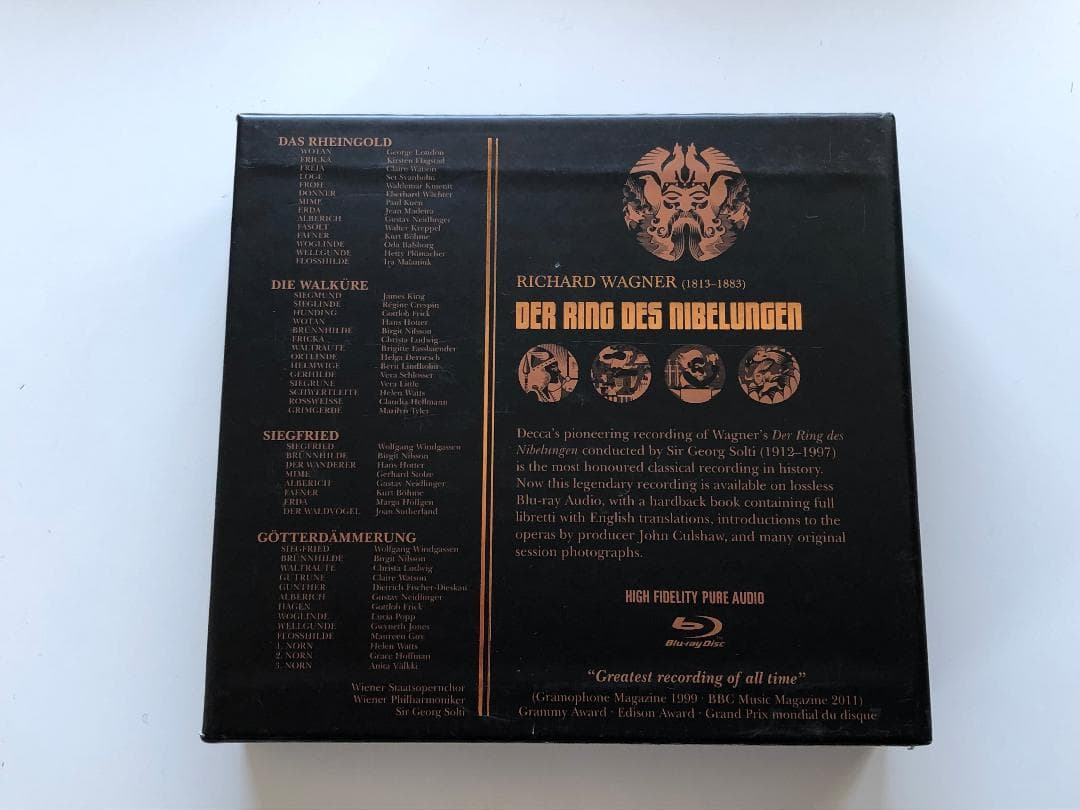 DAS RHEINGOLD
WOTAN George London
FRICKA Kirsten Flagstad
FREIA Claire Watson
LOGE Set Svanholm
FROH Waldemar Kmentt
DONNER Eberhard Wächter
MIME Paul Kuen
ERDA Jean Madeira
ALBERICH Gustav Neidlinger
FASOLT Walter Kreppel
FAFNER Kurt Böhme
WOGLINDE Oda Balsborg
WELLGUNDE Hetty Plümacher
FLOSSHILDE Ira Malaniuk
DIE WALKÜRE
SIEGMUND James King
SIEGLINDE Régine Crespin
HUNDING Gottlob Frick
WOTAN Hans Hotter
BRÜNNHILDE Birgit Nilsson
FRICKA Christa Ludwig
WALTRAUTE Brigitte Fassbaender
ORTLINDE Helga Dernesch
HELMWIGE Berit Lindholm
GERHILDE Vera Schlosser
SIEGRUNE Vera Little
SCHWERTLEITE Helen Watts
ROSSWEISSE Claudia Hellmann
GRIMGERDE Marilyn Tyler
SIEGFRIED
SIEGFRIED Wolfgang Windgassen
BRÜNNHILDE Birgit Nilsson
DER WANDERER Hans Hotter
MIME Gerhard Stolze
ALBERICH Gustav Neidlinger
FAFNER Kurt Böhme
ERDA Marga Höffgen
DER WALDVOGEL Joan Sutherland
GÖTTERDÄMMERUNG
SIEGFRIED Wolfgang Windgassen
BRÜNNHILDE Birgit Nilsson
WALTRAUTE Christa Ludwig
GUTRUNE Claire Watson
GUNTHER Dietrich Fischer-Dieskau
ALBERICH Gustav Neidlinger
HAGEN Gottlob Frick
WOGLINDE Lucia Popp
WELLGUNDE Gwyneth Jones
FLOSSHILDE Maureen Guy
1. NORN Helen Watts
2. NORN Grace Hoffman
3. NORN Anita Välkki
Wiener Staatsopernchor
Wiener Philharmoniker
Sir Georg Solti
RICHARD WAGNER (1813–1883)
DER RING DES NIBELUNGEN
Decca's pioneering recording of Wagner's Der Ring des
Nibelungen conducted by Sir Georg Solti (1912–1997)
is the most honoured classical recording in history.
Now this legendary recording is available on lossless
Blu-ray Audio, with a hardback book containing full
libretti with English translations, introductions to the
operas by producer John Culshaw, and many original
session photographs.
HIGH FIDELITY PURE AUDIO
Blu-ray Disc
"Greatest recording of all time"
(Gramophone Magazine 1999 · BBC Music Magazine 2011)
Grammy Award · Edison Award · Grand Prix mondial du disque